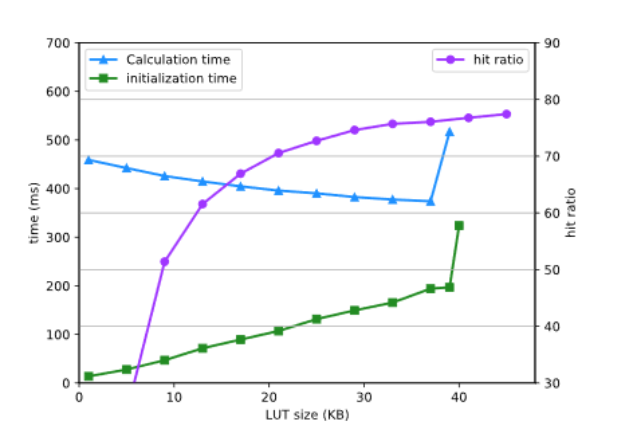 700
600
500
400
300
200
100
0
time (ms)
Calculation time
initialization time
hit ratio
90
80
70
60
50
40
30
hit ratio
0 10 20 30 40
LUT size (KB)